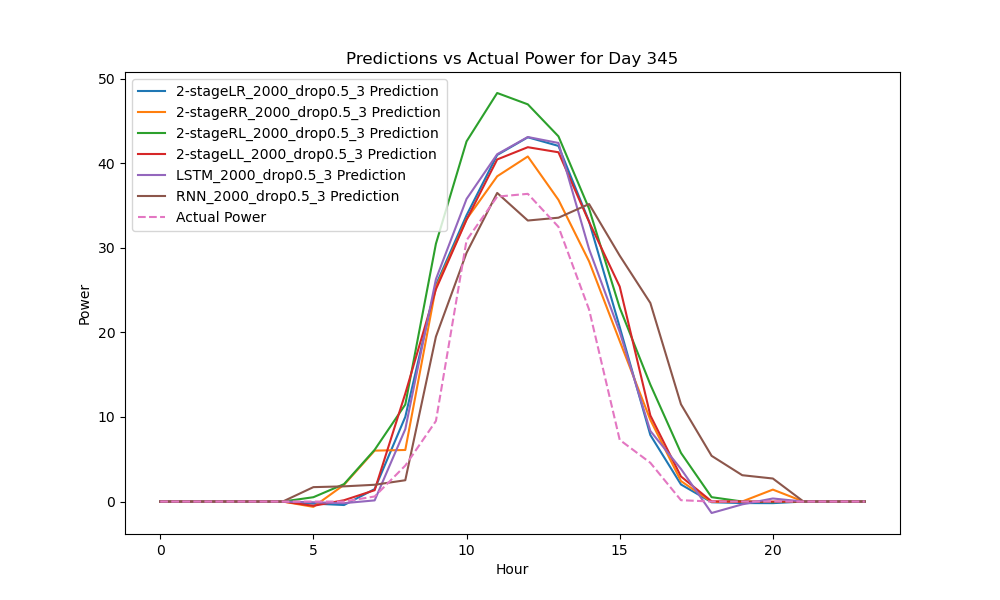 Predictions vs Actual Power for Day 345
50
40
30
20
10
0
Power
2-stageLR_2000_drop0.5_3 Prediction
2-stageRR_2000_drop0.5_3 Prediction
2-stageRL_2000_drop0.5_3 Prediction
2-stageLL_2000_drop0.5_3 Prediction
LSTM_2000_drop0.5_3 Prediction
RNN_2000_drop0.5_3 Prediction
Actual Power
0 5 10 15 20
Hour